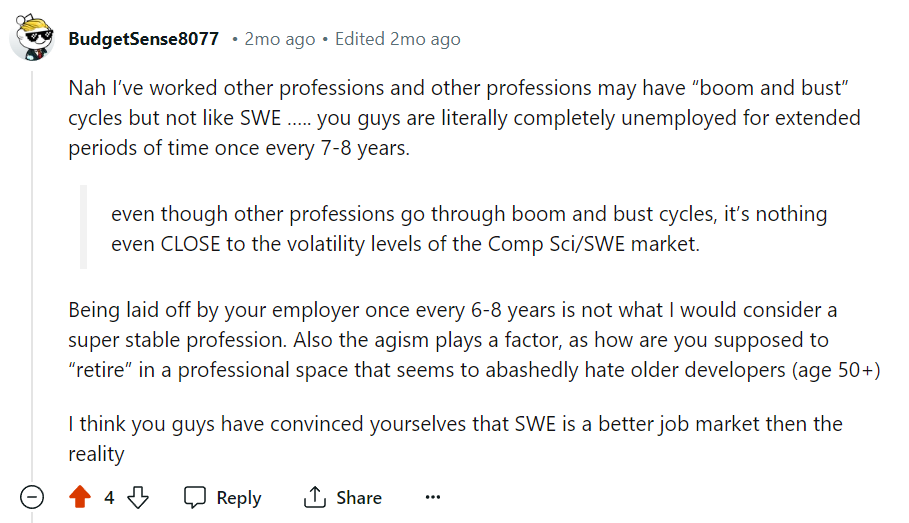 BudgetSense8077 • 2mo ago • Edited 2mo ago
Nah I’ve worked other professions and other professions may have “boom and bust”
cycles but not like SWE ..... you guys are literally completely unemployed for extended
periods of time once every 7-8 years.
even though other professions go through boom and bust cycles, it’s nothing
even CLOSE to the volatility levels of the Comp Sci/SWE market.
Being laid off by your employer once every 6-8 years is not what I would consider a
super stable profession. Also the agism plays a factor, as how are you supposed to
“retire” in a professional space that seems to abashedly hate older developers (age 50+)
I think you guys have convinced yourselves that SWE is a better job market then the
reality
4 Reply Share ...